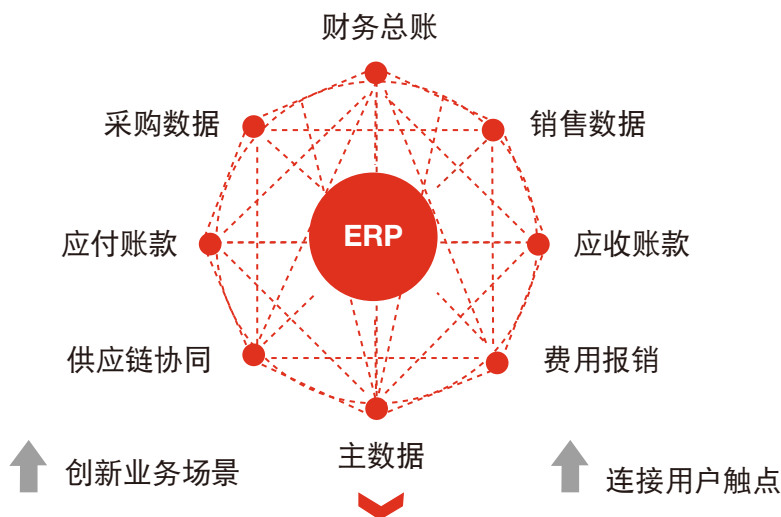 财务总账
采购数据
销售数据
应付账款
ERP
应收账款
供应链协同
费用报销
主数据
创新业务场景
连接用户触点